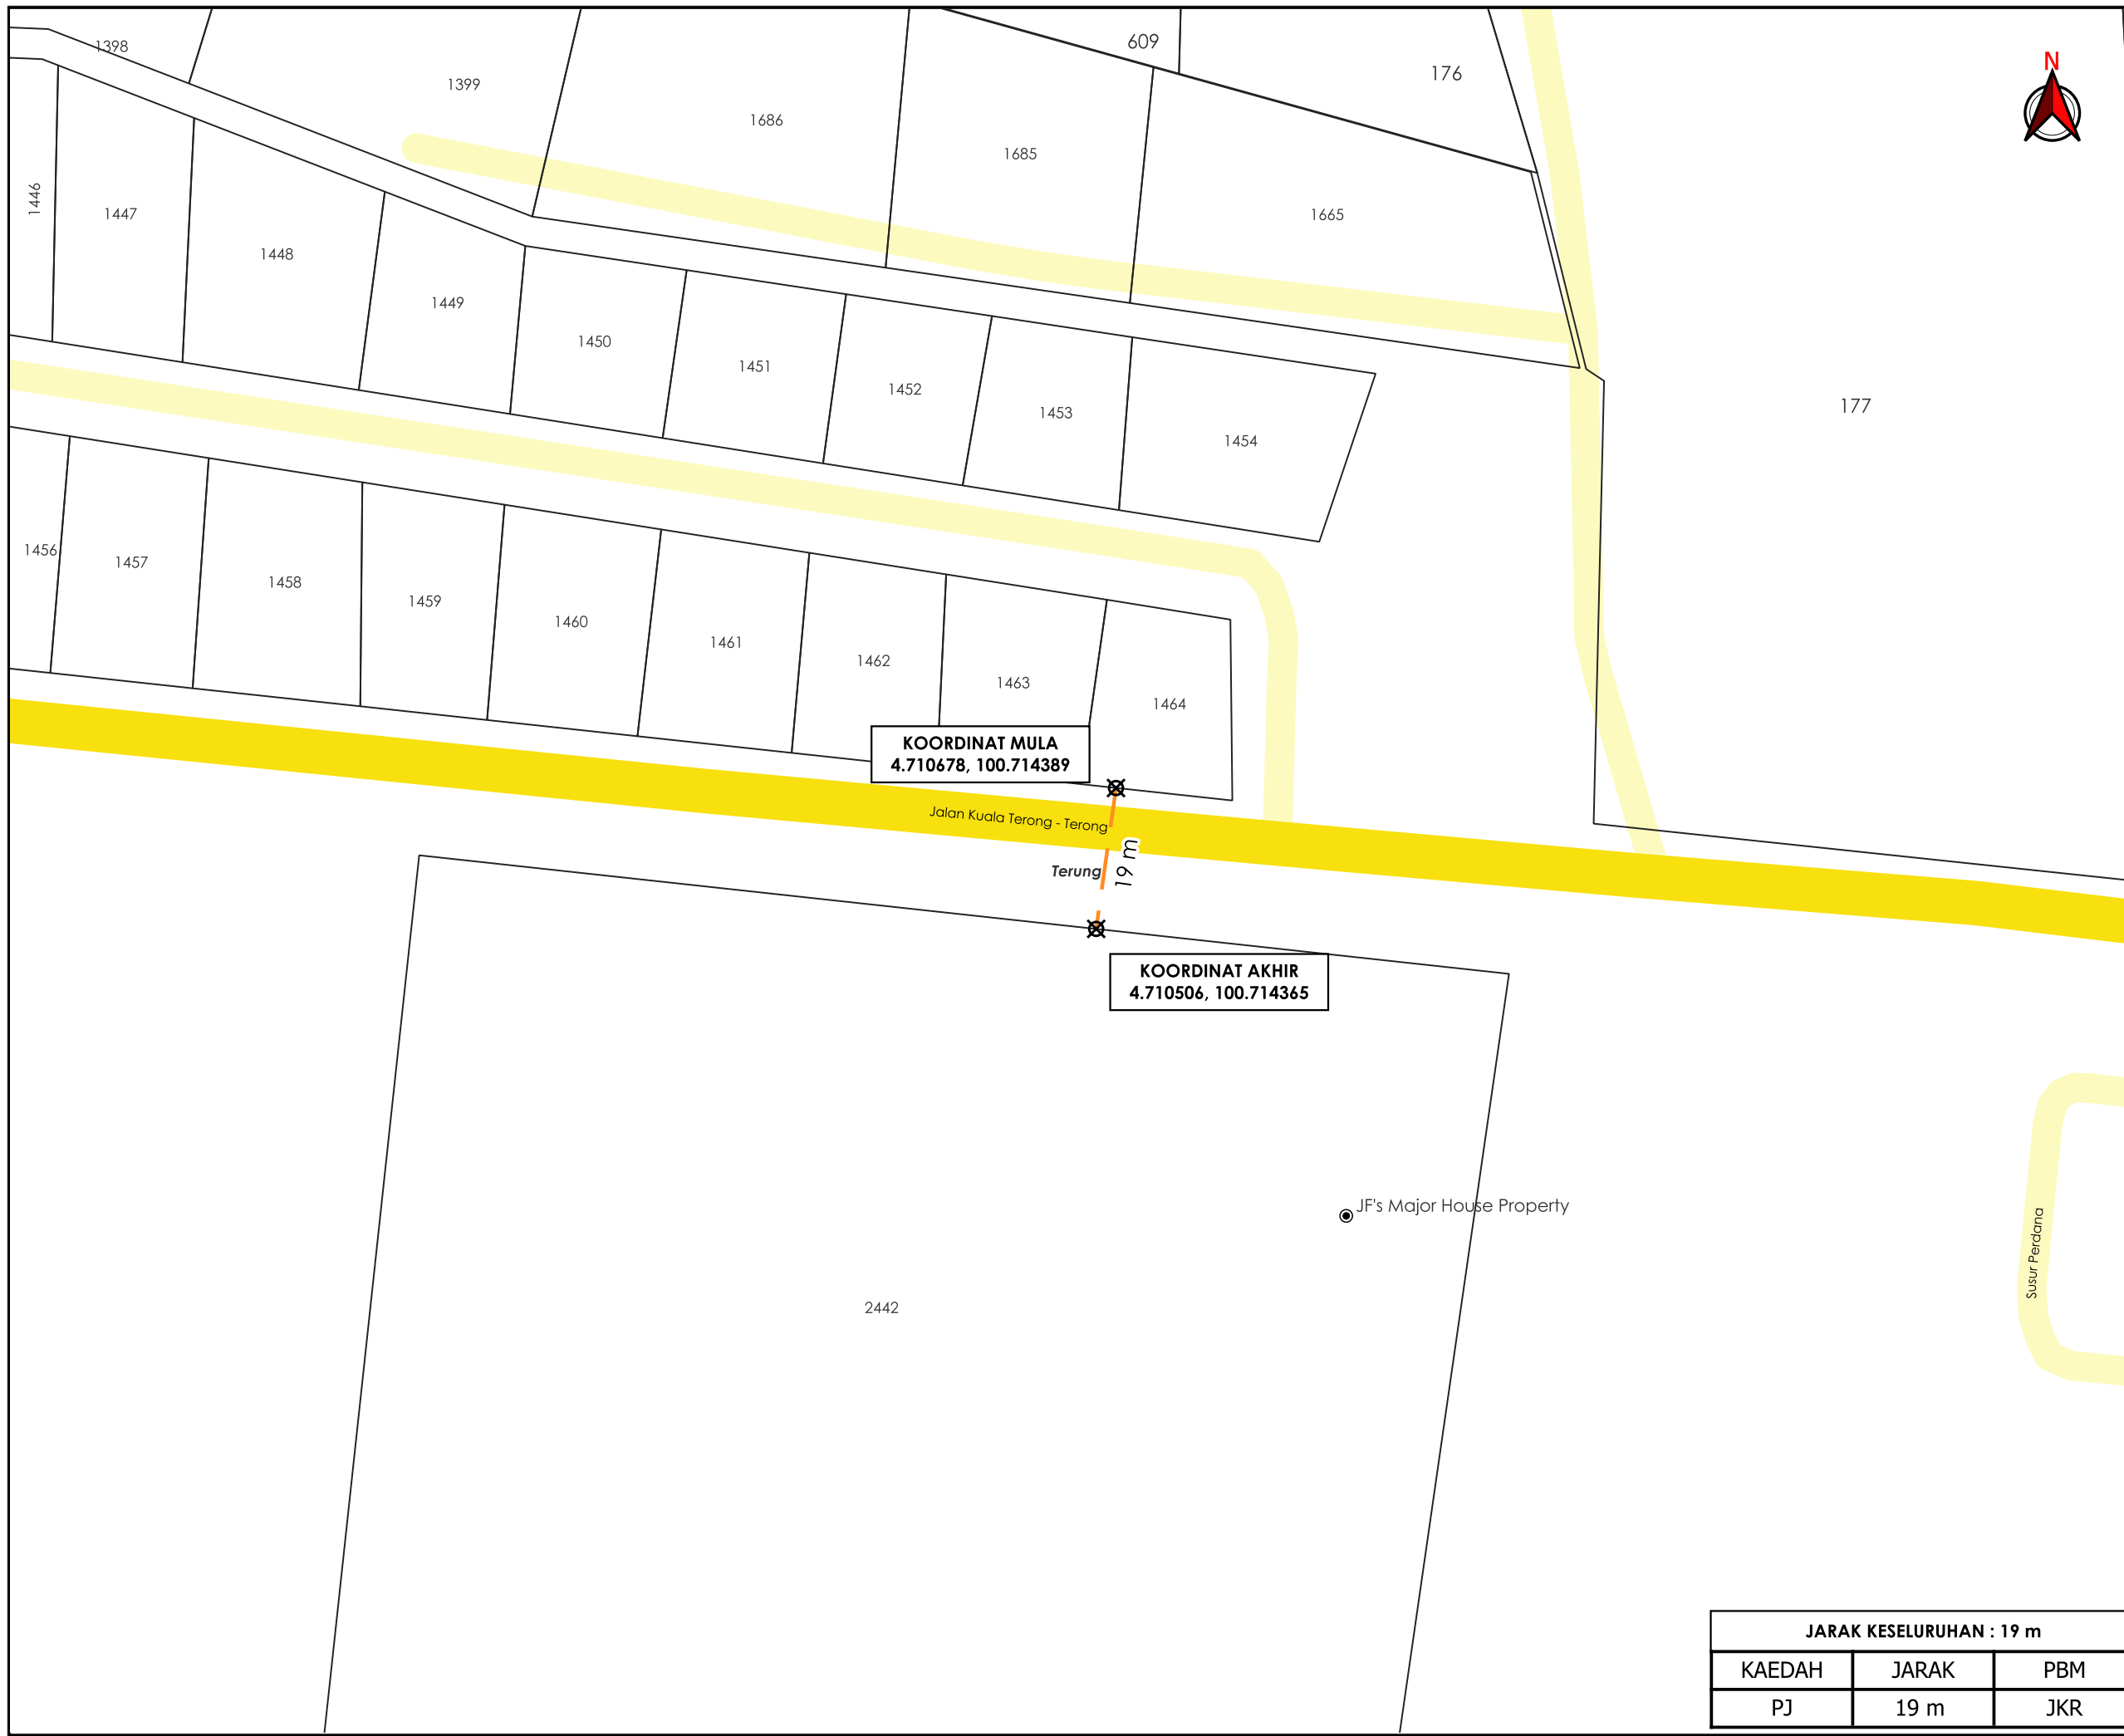 1398
1399
609
176
N
1686
1685
1665
1446
1447
1448
1449
1450
1451
1452
1453
1454
177
1456
1457
1458
1459
1460
1461
1462
1463
1464
KOORDINAT MULA
4.710678, 100.714389
Jalan Kuala Terong - Terong
Terung
19 m
KOORDINAT AKHIR
4.710506, 100.714365
JF's Major House Property
Susur Perdana
2442
JARAK KESELURUHAN : 19 m
KAEDAH JARAK PBM
PJ 19 m JKR